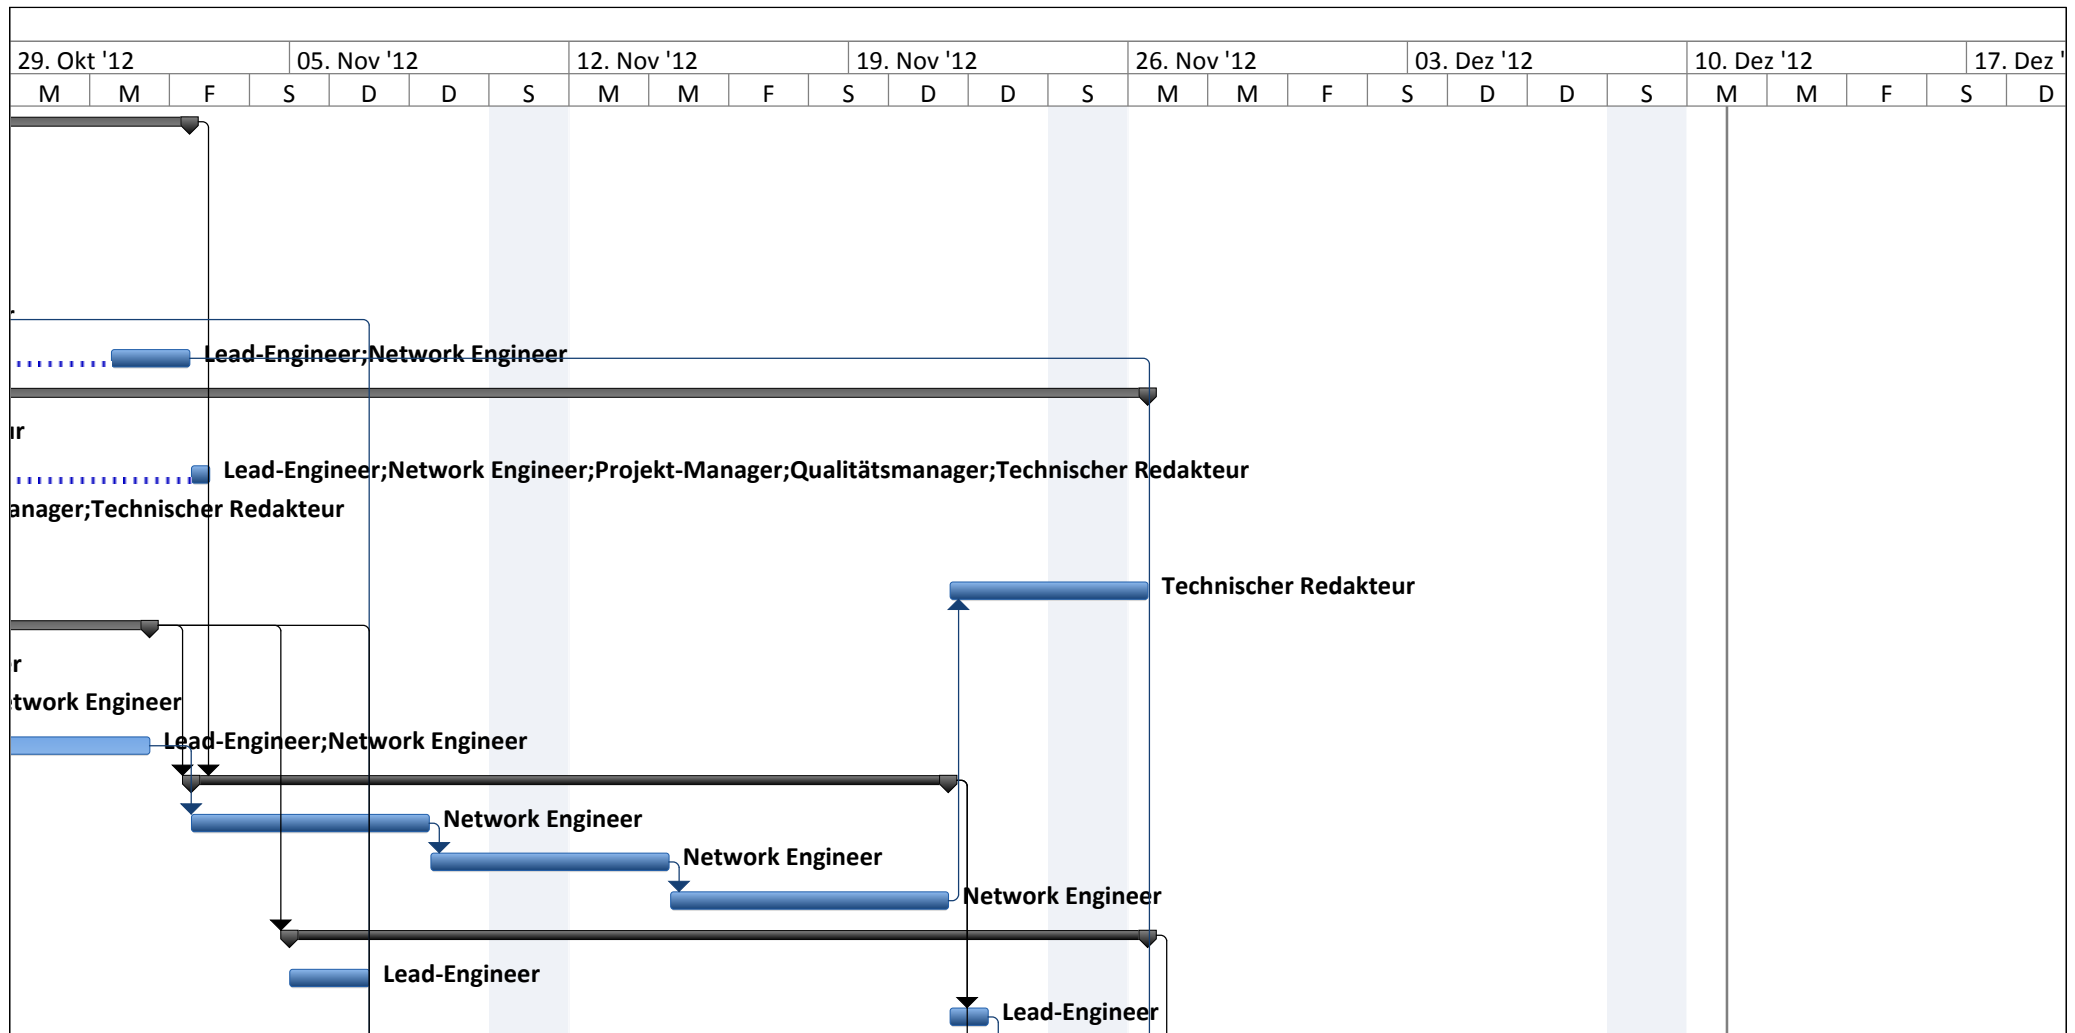 29. Okt '12 05. Nov '12 12. Nov '12 19. Nov '12 26. Nov '12 03. Dez '12 10. Dez '12 17. Dez '
M M F S D D S M M F S D D S M M F S D D S M M F S D
Lead-Engineer;Network Engineer
Lead-Engineer;Network Engineer;Projekt-Manager;Qualitätsmanager;Technischer Redakteur
anager;Technischer Redakteur
Technischer Redakteur
r
twork Engineer
Lead-Engineer;Network Engineer
Network Engineer
Network Engineer
Network Engineer
Lead-Engineer
Lead-Engineer